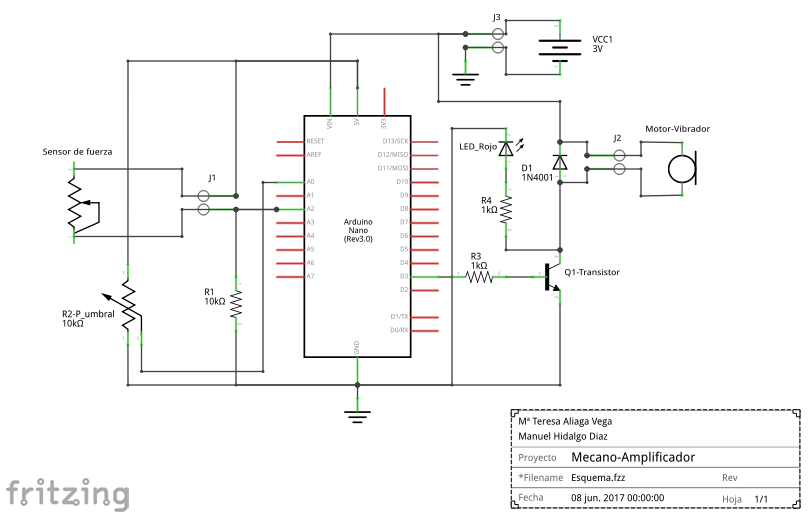 J3
VCC1
3V
Motor-Vibrador
J2
LED_Rojo
D1
1N4001
R4
1kΩ
Sensor de fuerza
J1
VIN
5V
3V3
RESET
AREF
A0
A1
A2
A3
A4
A5
A6
A7
D13/SCK
D12/MISO
D11/MOSI
D10
D9
D8
D7
D6
D5
D4
D3
D2
D1/TX
D0/RX
GND
Arduino
Nano
(Rev3.0)
R3
1kΩ
Q1-Transistor
R1
10kΩ
R2-P_umbral
10kΩ
Mª Teresa Aliaga Vega
Manuel Hidalgo Diaz
Proyecto Mecano-Amplificador
*Filename Esquema.fzz Rev
Fecha 08 jun. 2017 00:00:00 Hoja 1/1
fritzing